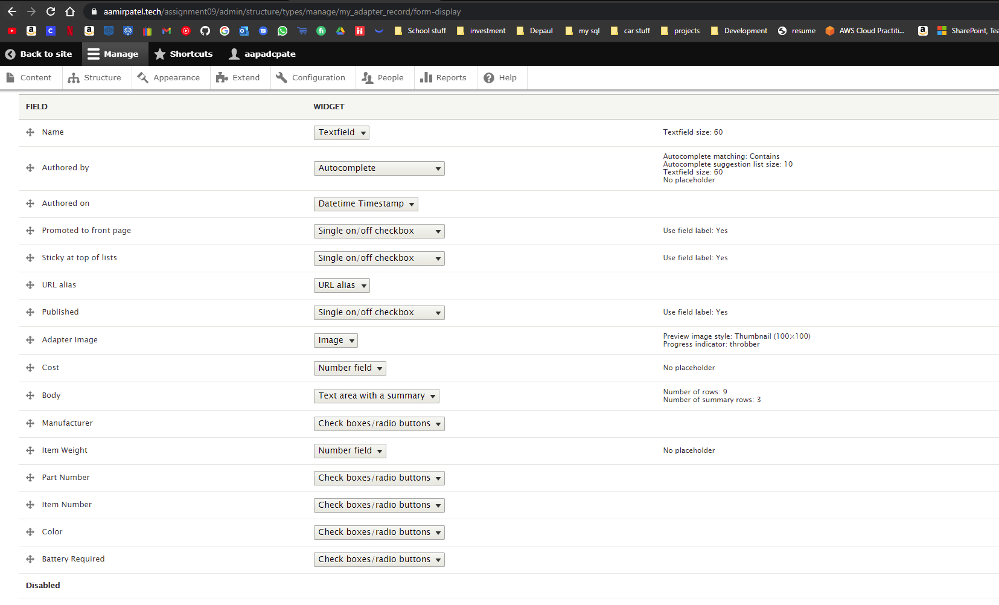 aamirpatel.tech/assignment09/admin/structure/types/manage/my_adapter_record/form-display
School stuff investment Depaul my sql car stuff projects Development resume AWS Cloud Practiti... SharePoint, Tea
Back to site Manage Shortcuts aapadcpate
Content Structure Appearance Extend Configuration People Reports Help
FIELD WIDGET
Name Textfield Textfield size: 60
Authored by Autocomplete Autocomplete matching: Contains
Autocomplete suggestion list size: 10
Textfield size: 60
No placeholder
Authored on Datetime Timestamp
Promoted to front page Single on/off checkbox Use field label: Yes
Sticky at top of lists Single on/off checkbox Use field label: Yes
URL alias URL alias
Published Single on/off checkbox Use field label: Yes
Adapter Image Image Preview image style: Thumbnail (100×100)
Progress indicator: throbber
Cost Number field No placeholder
Body Text area with a summary Number of rows: 9
Number of summary rows: 3
Manufacturer Check boxes/radio buttons
Item Weight Number field No placeholder
Part Number Check boxes/radio buttons
Item Number Check boxes/radio buttons
Color Check boxes/radio buttons
Battery Required Check boxes/radio buttons
Disabled